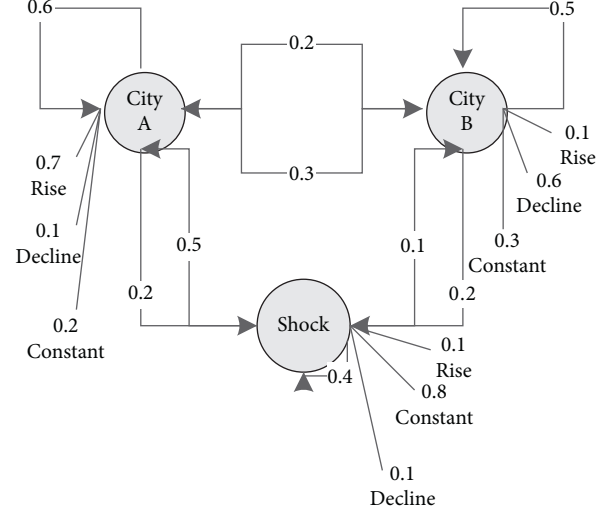 0.6
0.5
0.2
City
A
City
B
0.1
Rise
0.7
Rise
0.6
Decline
0.3
0.1
Decline
0.3
Constant
0.5
0.1
0.2
0.2
0.2
Constant
Shock
0.1
Rise
0.4
0.8
Constant
0.1
Decline